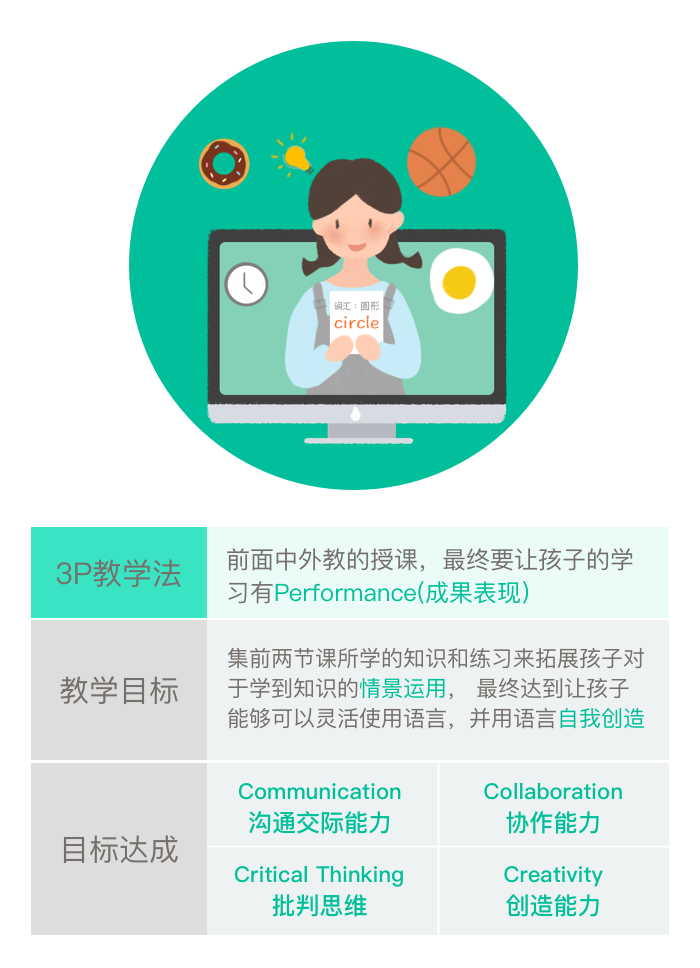 词汇：圆形
circle
3P教学法
前面中外教的授课，最终要让孩子的学
习有Performance(成果表现)
教学目标
集前两节课所学的知识和练习来拓展孩子对
于学到知识的情景运用， 最终达到让孩子
能够可以灵活使用语言，并用语言自我创造
目标达成
Communication
沟通交际能力
Collaboration
协作能力
Critical Thinking
批判思维
Creativity
创造能力